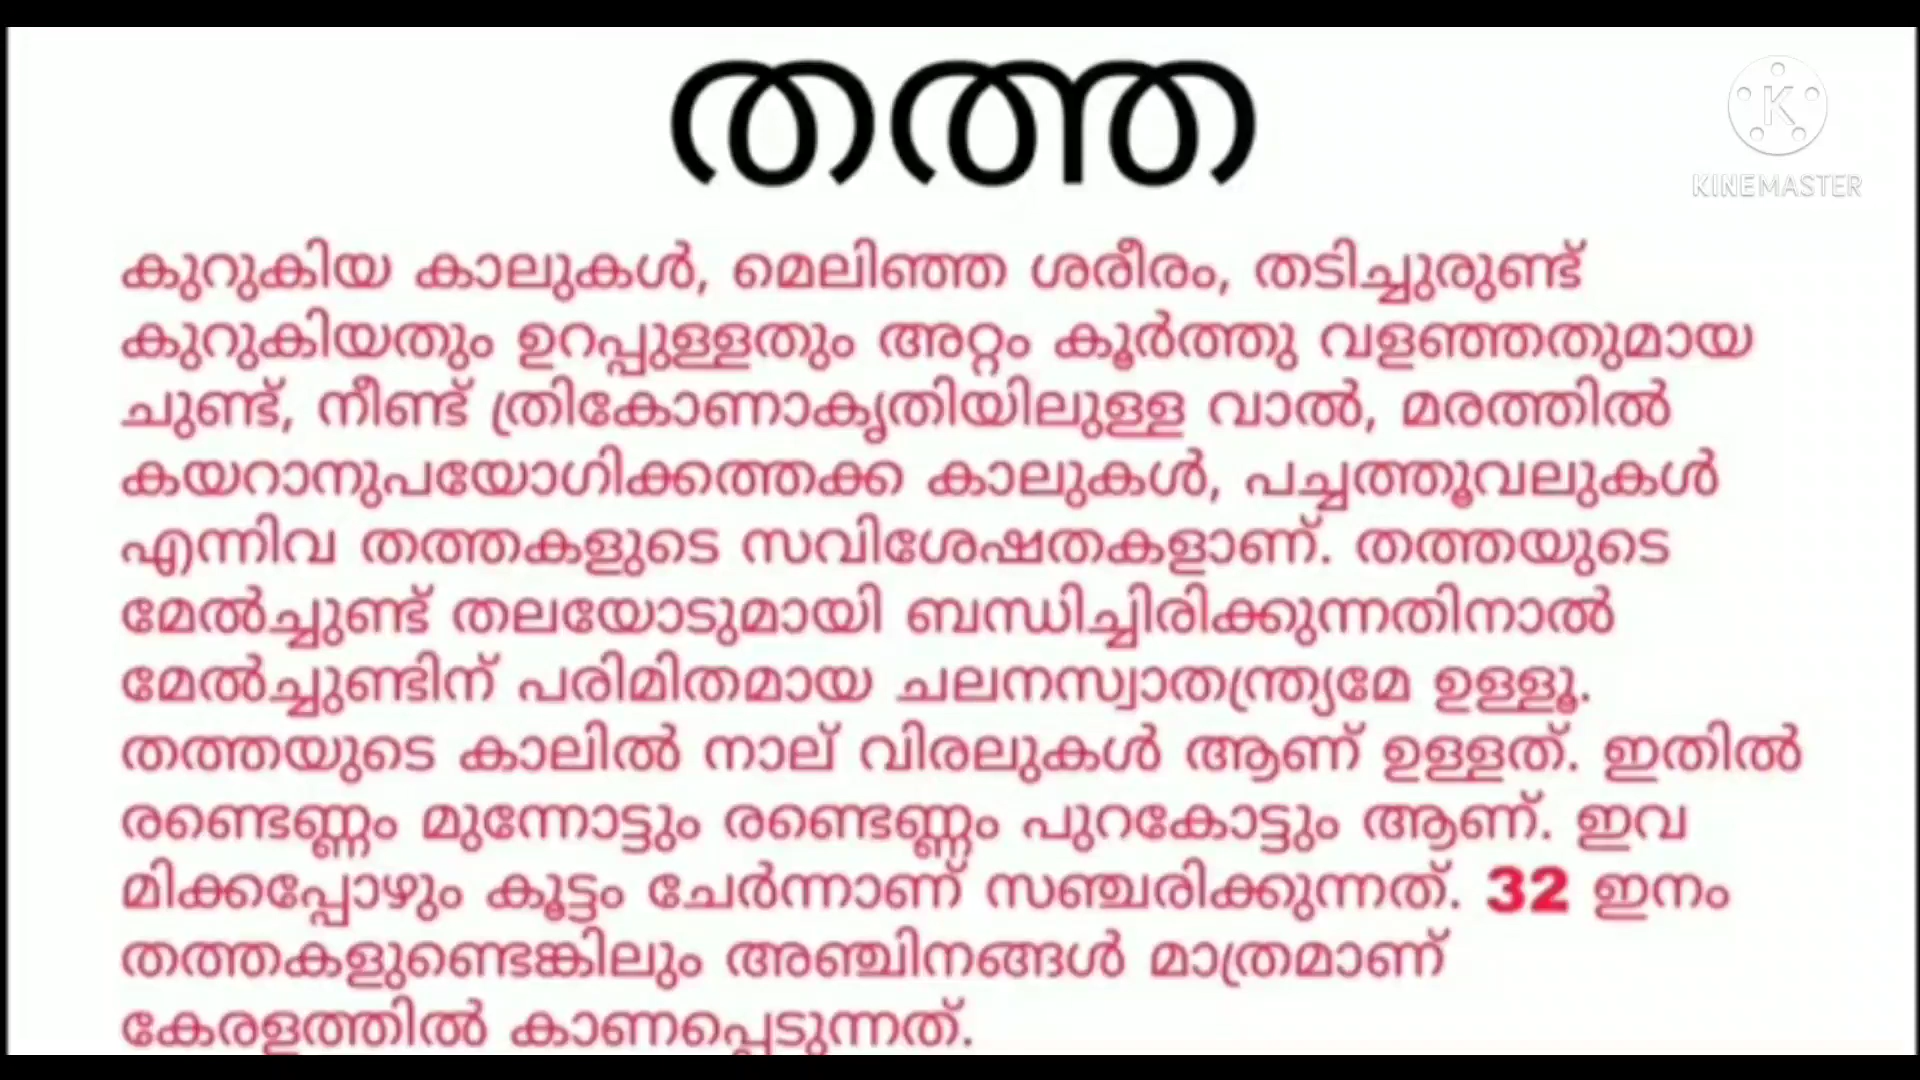 തത്ത
KINEMASTER
കുറുകിയ കാലുകൾ, മെലിഞ്ഞ ശരീരം, തടിച്ചുരുണ്ട്
കുറുകിയതും ഉറപ്പുള്ളതും അറ്റം കൂർത്തു വളഞ്ഞതുമായ
ചുണ്ട്, നീണ്ട് ത്രികോണാകൃതിയിലുള്ള വാൽ, മരത്തിൽ
കയറാനുപയോഗിക്കത്തക്ക കാലുകൾ, പച്ചത്തൂവലുകൾ
എന്നിവ തത്തകളുടെ സവിശേഷതകളാണ്. തത്തയുടെ
മേൽച്ചുണ്ട് തലയോടുമായി ബന്ധിച്ചിരിക്കുന്നതിനാൽ
മേൽച്ചുണ്ടിന് പരിമിതമായ ചലനസ്വാതന്ത്ര്യമേ ഉള്ളൂ.
തത്തയുടെ കാലിൽ നാല് വിരലുകൾ ആണ് ഉള്ളത്. ഇതിൽ
രണ്ടെണ്ണം മുന്നോട്ടും രണ്ടെണ്ണം പുറകോട്ടും ആണ്. ഇവ
മിക്കപ്പോഴും കൂട്ടം ചേർന്നാണ് സഞ്ചരിക്കുന്നത്. 32 ഇനം
തത്തകളുണ്ടെങ്കിലും അഞ്ചിനങ്ങൾ മാത്രമാണ്
കേരളത്തിൽ കാണപ്പെടുന്നത്.